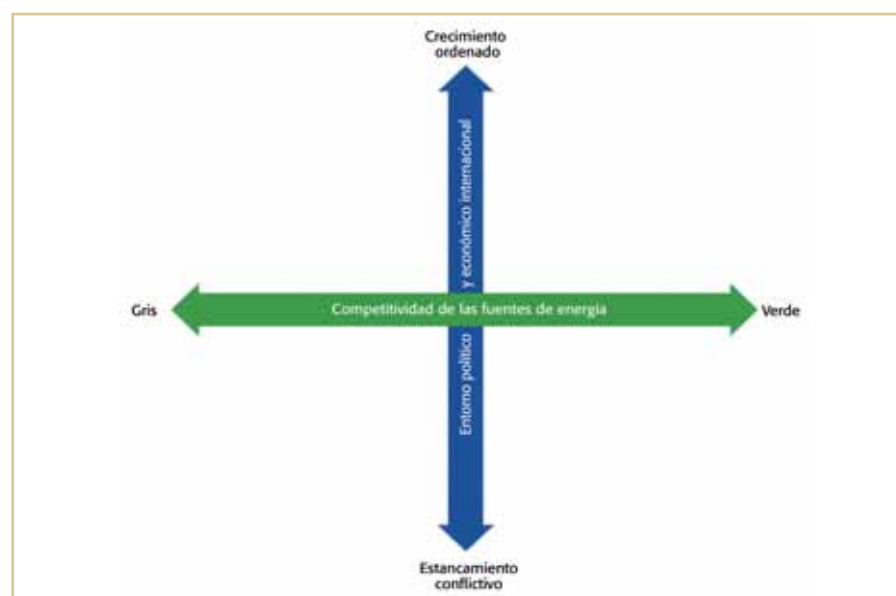 Crecimiento
ordenado
Entorno político y económico internacional
Gris
Competitividad de las fuentes de energía
Verde
Estancamiento
conflictivo